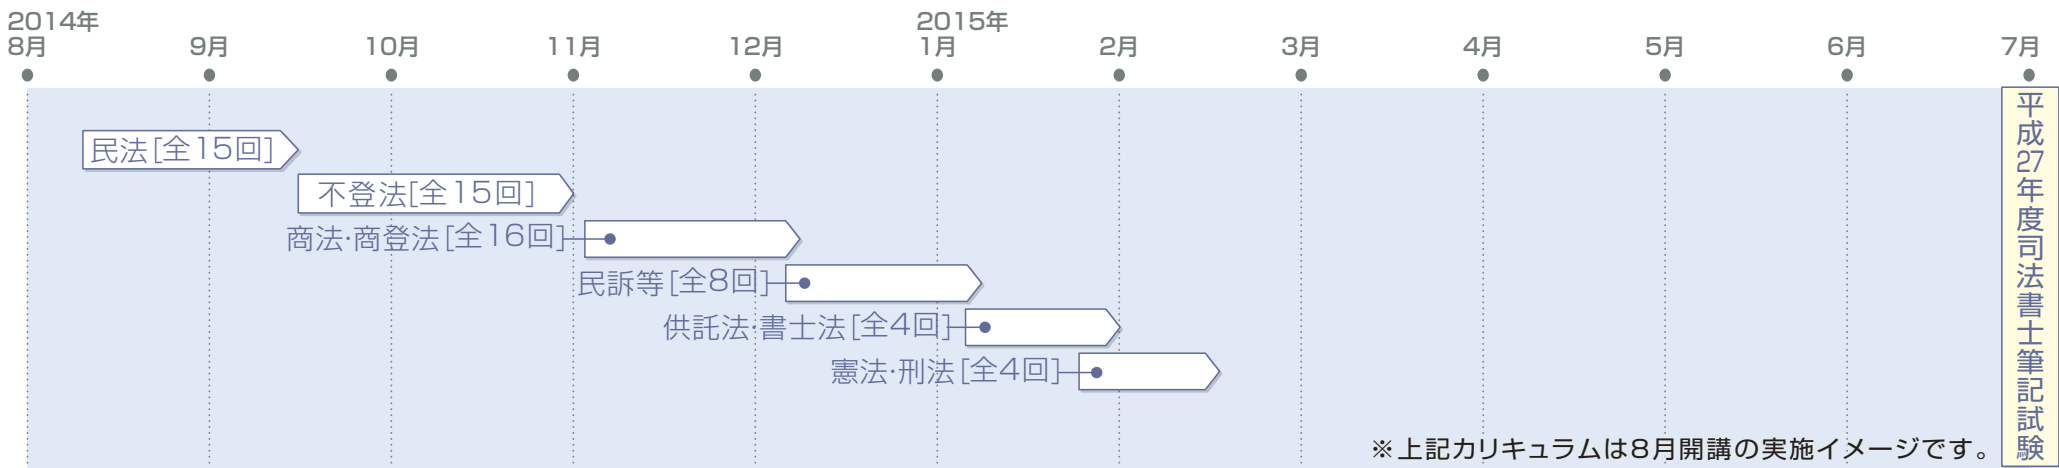 2014年
2015年
8月
9月
10月
11月
12月
1月
2月
3月
4月
5月
6月
7月
民法[全15回]
不登法[全15回]
商法・商登法[全16回]
民訴等[全8回]
供託法・書士法[全4回]
憲法・刑法[全4回]
※上記カリキュラムは8月開講の実施イメージです。
平成27年度司法書士筆記試験